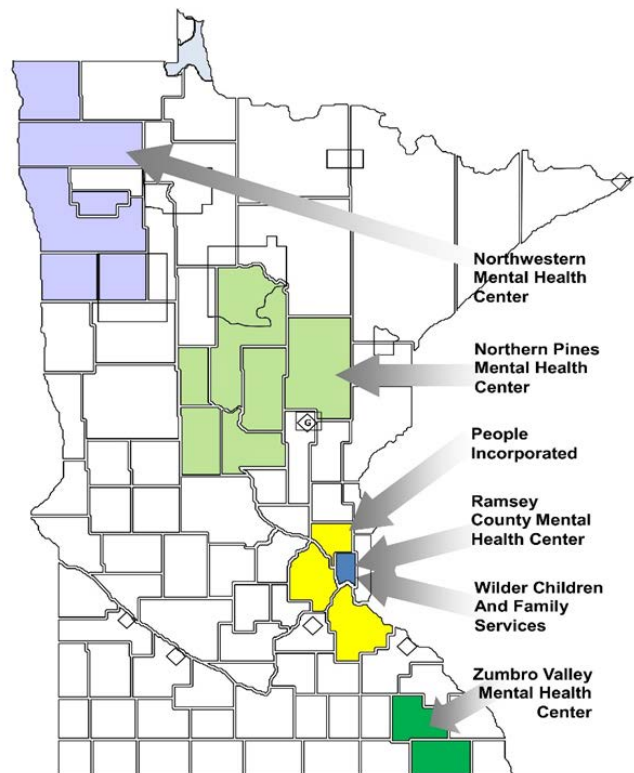 Northwestern
Mental Health
Center
Northern Pines
Mental Health
Center
G
People
Incorporated
Ramsey
County Mental
Health Center
Wilder Children
And Family
Services
Zumbro Valley
Mental Health
Center